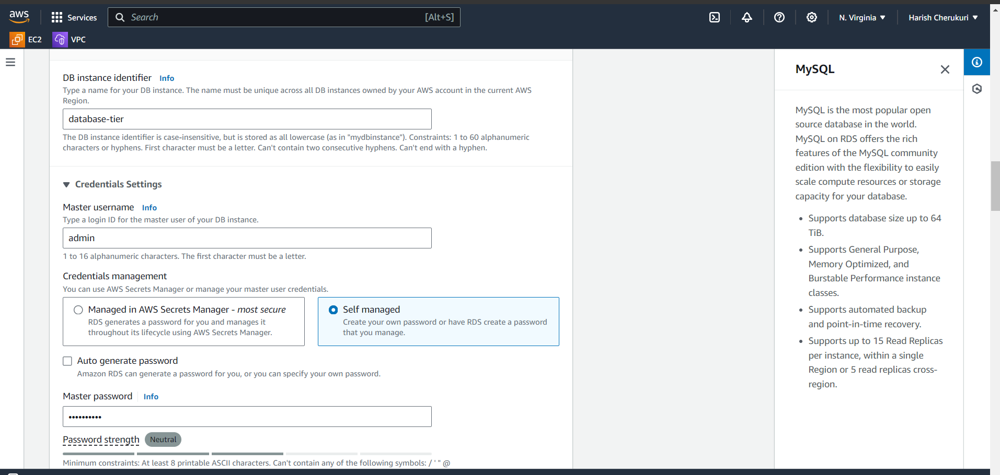 aws
Services
Search
[Alt+S]
N. Virginia
Harish Cherukuri
EC2
VPC
DB instance identifier Info
Type a name for your DB instance. The name must be unique across all DB instances owned by your AWS account in the current AWS
Region.
database-tier
The DB instance identifier is case-insensitive, but is stored as all lowercase (as in "mydbinstance"). Constraints: 1 to 60 alphanumeric
characters or hyphens. First character must be a letter. Can't contain two consecutive hyphens. Can't end with a hyphen.
Credentials Settings
Master username Info
Type a login ID for the master user of your DB instance.
admin
1 to 16 alphanumeric characters. The first character must be a letter.
Credentials management
You can use AWS Secrets Manager or manage your master user credentials.
Managed in AWS Secrets Manager - most secure
RDS generates a password for you and manages it
throughout its lifecycle using AWS Secrets Manager.
Self managed
Create your own password or have RDS create a password
that you manage.
Auto generate password
Amazon RDS can generate a password for you, or you can specify your own password.
Master password Info
••••••••••
Password strength Neutral
Minimum constraints: At least 8 printable ASCII characters. Can't contain any of the following symbols: / ' " @
MySQL
MySQL is the most popular open
source database in the world.
MySQL on RDS offers the rich
features of the MySQL community
edition with the flexibility to easily
scale compute resources or storage
capacity for your database.
• Supports database size up to 64
TiB.
• Supports General Purpose,
Memory Optimized, and
Burstable Performance instance
classes.
• Supports automated backup
and point-in-time recovery.
• Supports up to 15 Read Replicas
per instance, within a single
Region or 5 read replicas cross-
region.